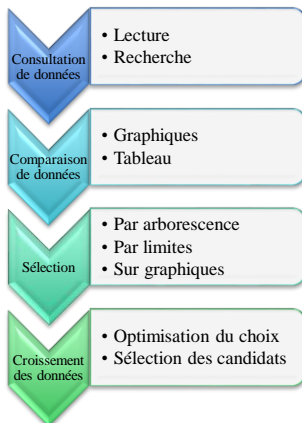 Consultation
de données
• Lecture
• Recherche
Comparaison
de données
• Graphiques
• Tableau
Sélection
• Par arborescence
• Par limites
• Sur graphiques
Croissement
des données
• Optimisation du choix
• Sélection des candidats